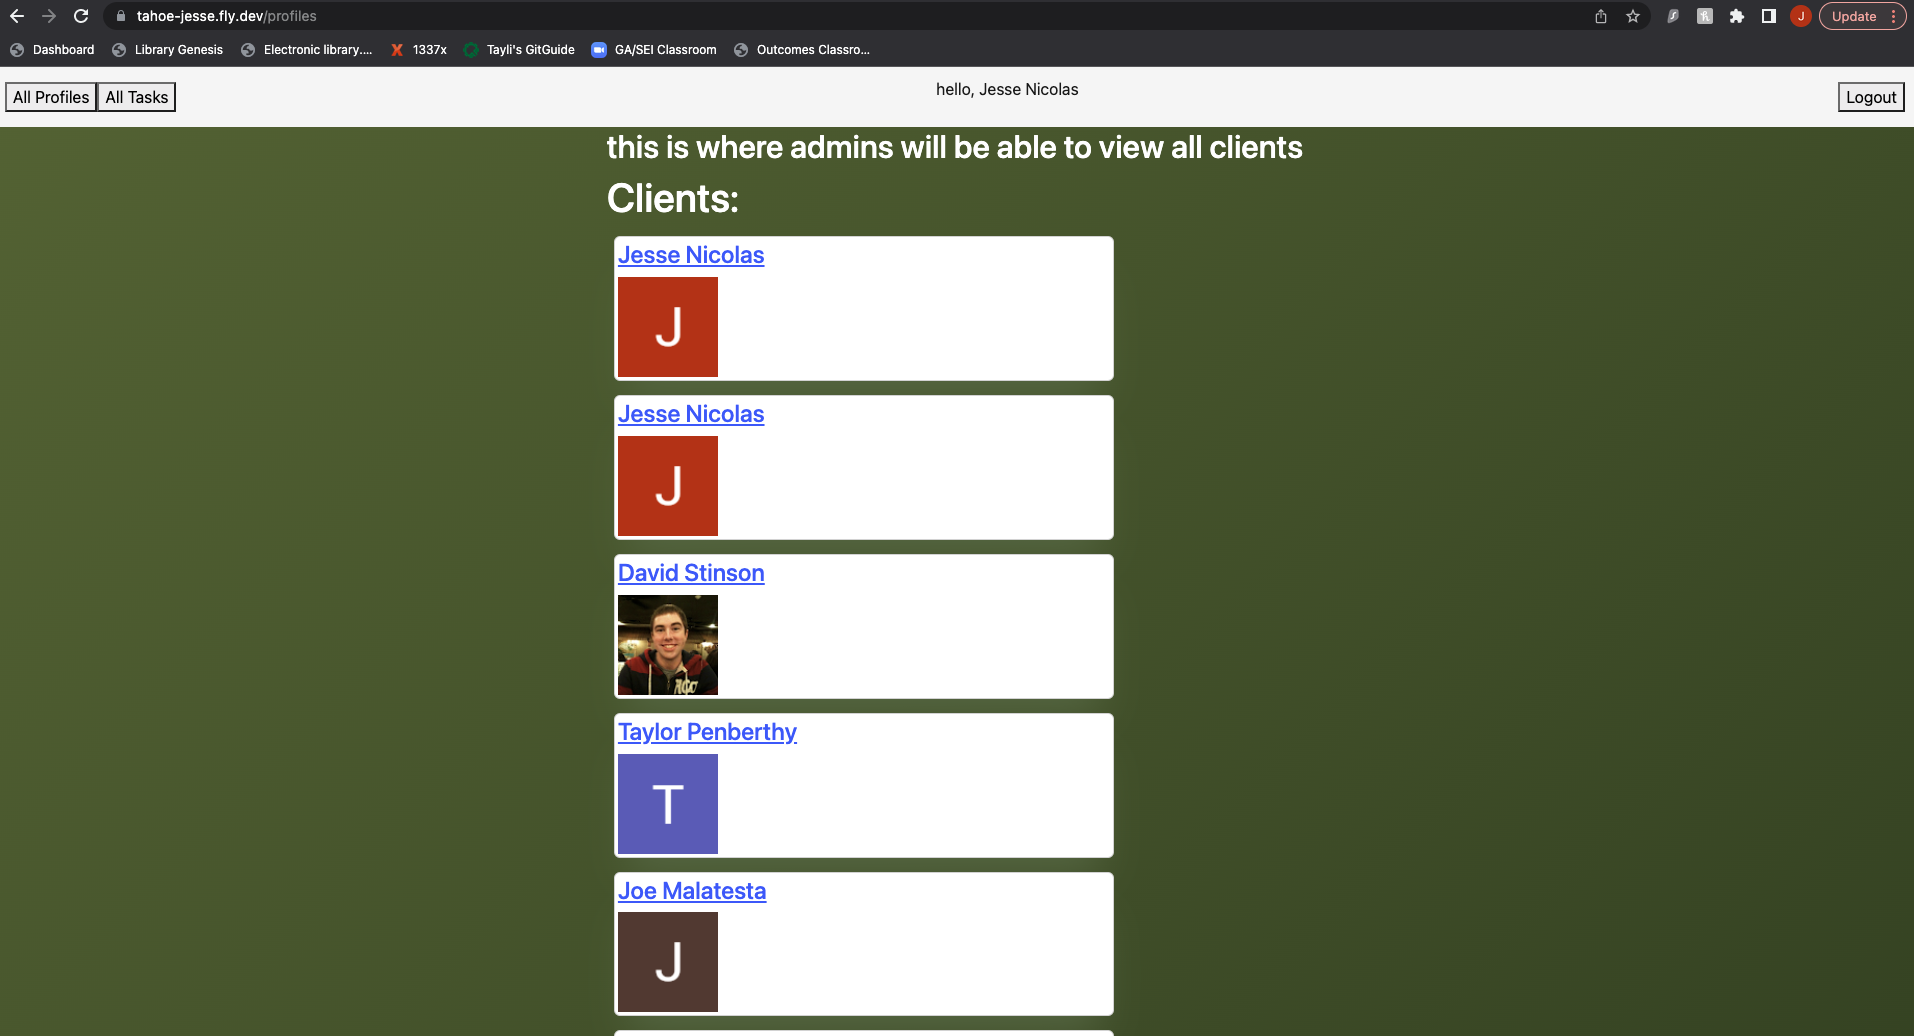 tahoe-jesse.fly.dev/profiles
J
Update
Dashboard
Library Genesis
Electronic library....
1337x
Tayli's GitGuide
GA/SEI Classroom
Outcomes Classro...
All Profiles
All Tasks
hello, Jesse Nicolas
Logout
this is where admins will be able to view all clients
Clients:
Jesse Nicolas
J
Jesse Nicolas
J
David Stinson
Taylor Penberthy
T
Joe Malatesta
J